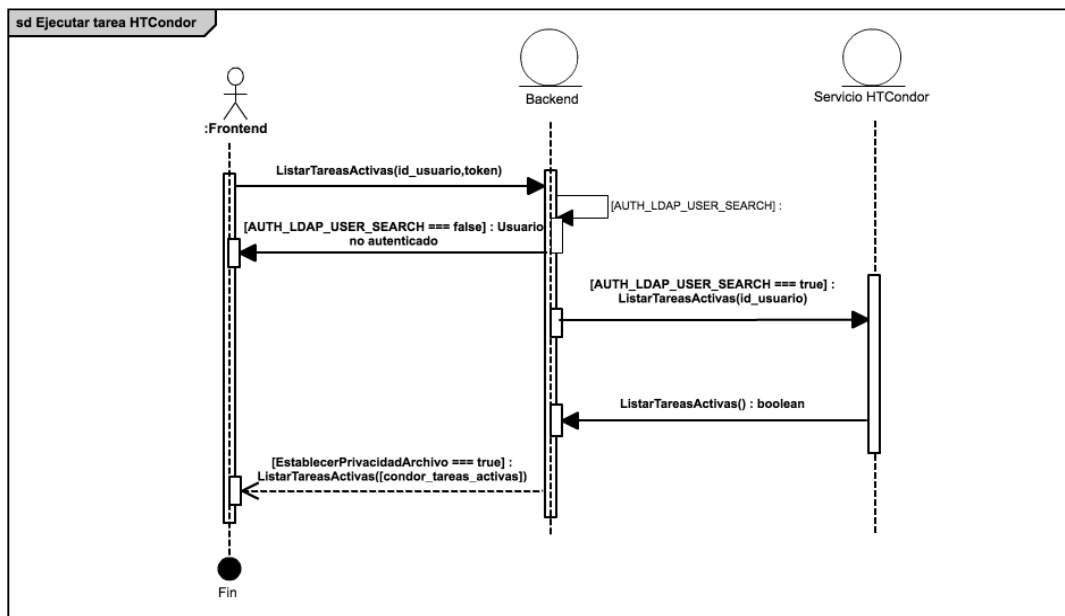 sd Ejecutar tarea HTCondor
:Frontend
Backend
Servicio HTCondor
ListarTareasActivas(id_usuario,token)
[AUTH_LDAP_USER_SEARCH] :
[AUTH_LDAP_USER_SEARCH === false] : Usuario
no autenticado
[AUTH_LDAP_USER_SEARCH === true] :
ListarTareasActivas(id_usuario)
ListarTareasActivas() : boolean
[EstablecerPrivacidadArchivo === true] :
ListarTareasActivas([condor_tareas_activas])
Fin